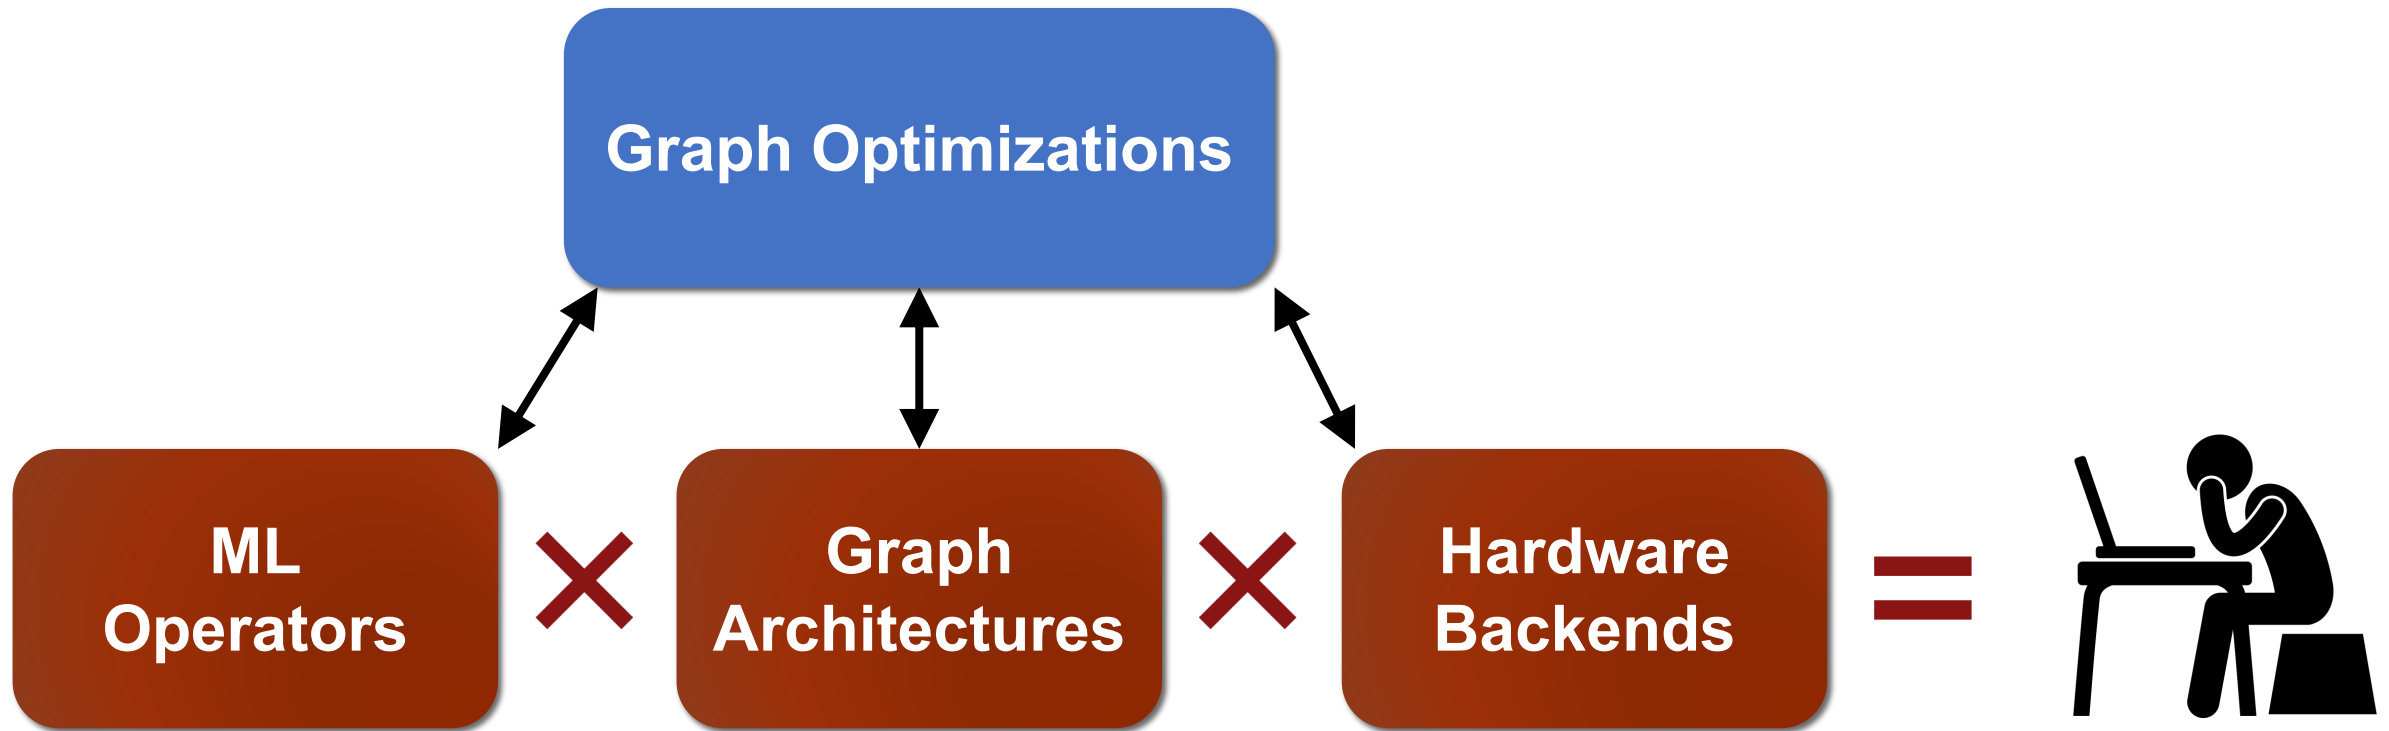 Graph Optimizations
ML
Operators
Graph
Architectures
Hardware
Backends